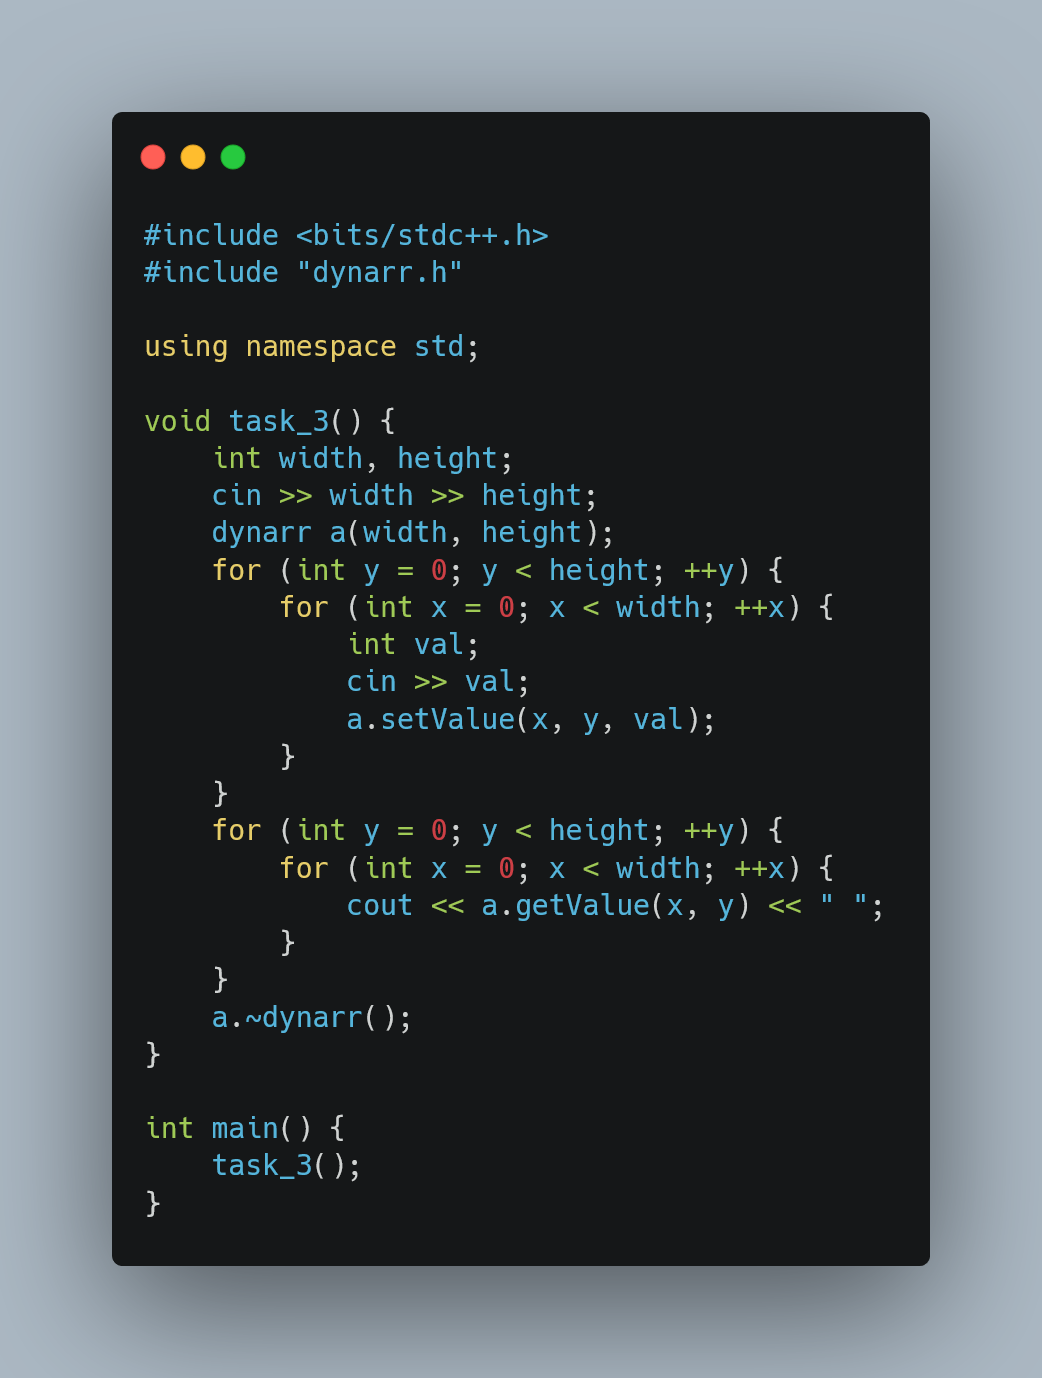 #include <bits/stdc++.h>
#include "dynarr.h"

using namespace std;

void task_3() {
    int width, height;
    cin >> width >> height;
    dynarr a(width, height);
    for (int y = 0; y < height; ++y) {
        for (int x = 0; x < width; ++x) {
            int val;
            cin >> val;
            a.setValue(x, y, val);
        }
    }
    for (int y = 0; y < height; ++y) {
        for (int x = 0; x < width; ++x) {
            cout << a.getValue(x, y) << " ";
        }
    }
    a.~dynarr();
}

int main() {
    task_3();
}